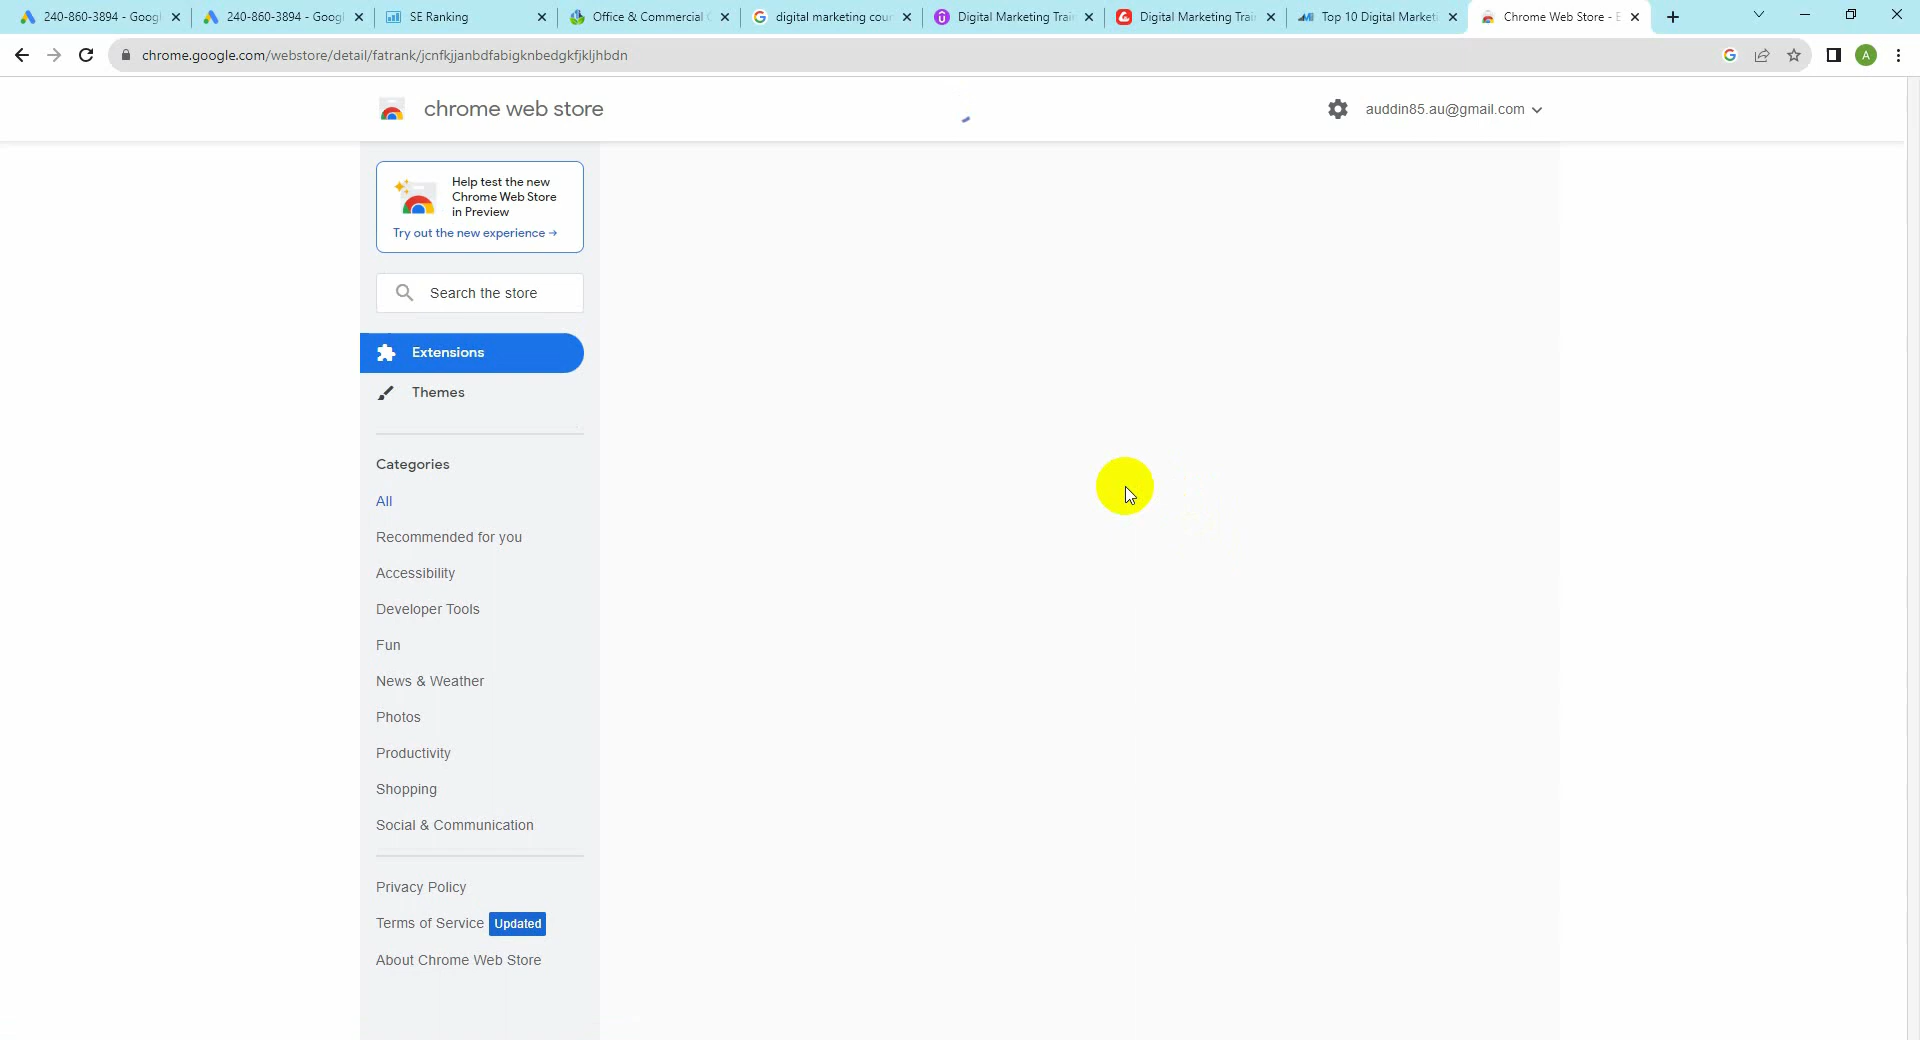 240-860-3894 - Googl
240-860-3894 - Googl
SE Ranking
Office & Commercial
digital marketing cour
Digital Marketing Trai
Digital Marketing Trai
Top 10 Digital Marketi
Chrome Web Store - E
chrome.google.com/webstore/detail/fatrank/jcnfkjjanbdfabigknbedgkfjkljhbdn
A
chrome web store
auddin85.au@gmail.com
Help test the new
Chrome Web Store
in Preview
Try out the new experience →
Search the store
Extensions
Themes
Categories
All
Recommended for you
Accessibility
Developer Tools
Fun
News & Weather
Photos
Productivity
Shopping
Social & Communication
Privacy Policy
Terms of Service Updated
About Chrome Web Store